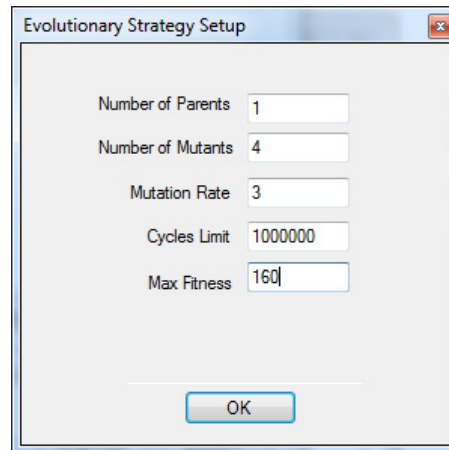 Evolutionary Strategy Setup
Number of Parents 1
Number of Mutants 4
Mutation Rate 3
Cycles Limit 1000000
Max Fitness 160
OK